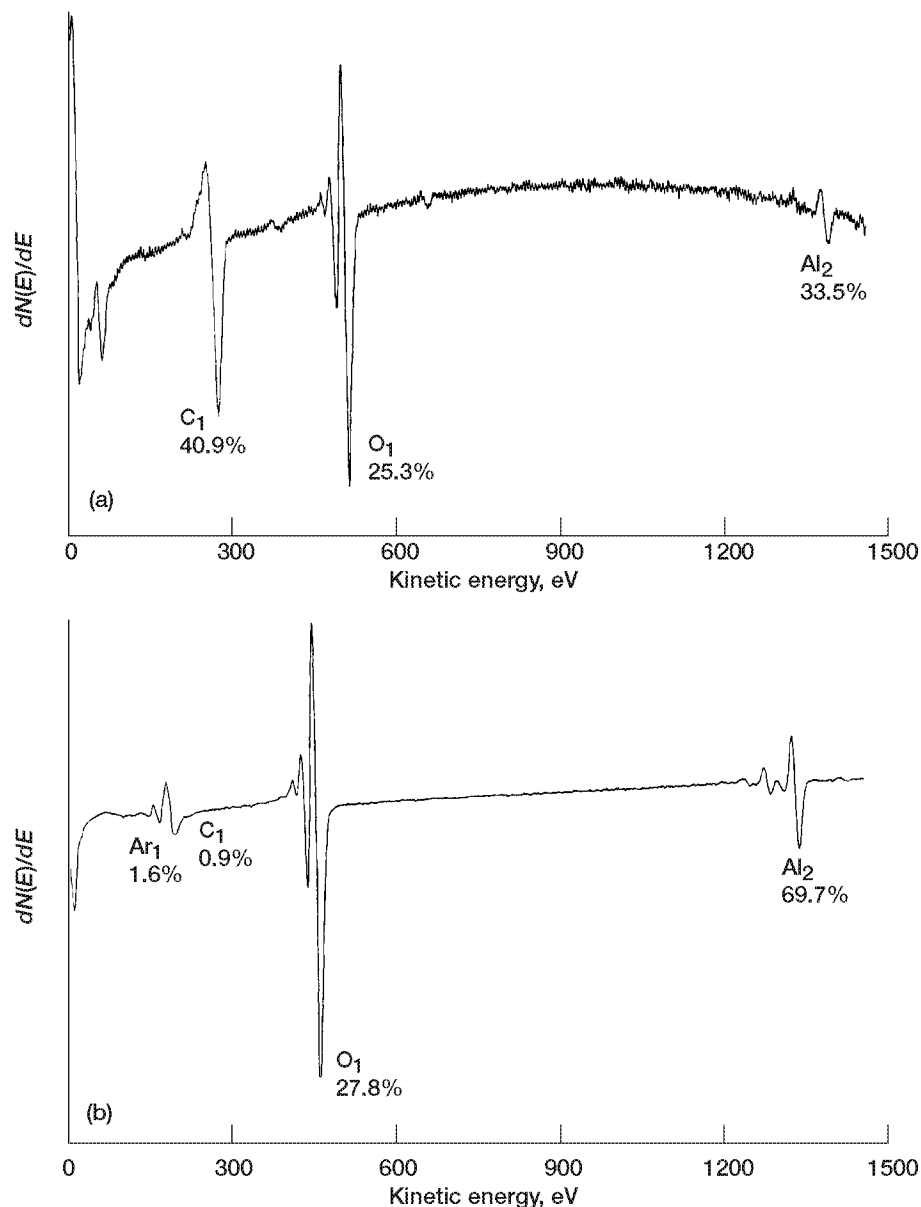 dN(E)/dE
Al2
33.5%
C1
40.9%
O1
25.3%
(a)
0 300 600 900 1200 1500
Kinetic energy, eV
dN(E)/dE
Ar1
1.6%
C1
0.9%
Al2
69.7%
O1
27.8%
(b)
0 300 600 900 1200 1500
Kinetic energy, eV